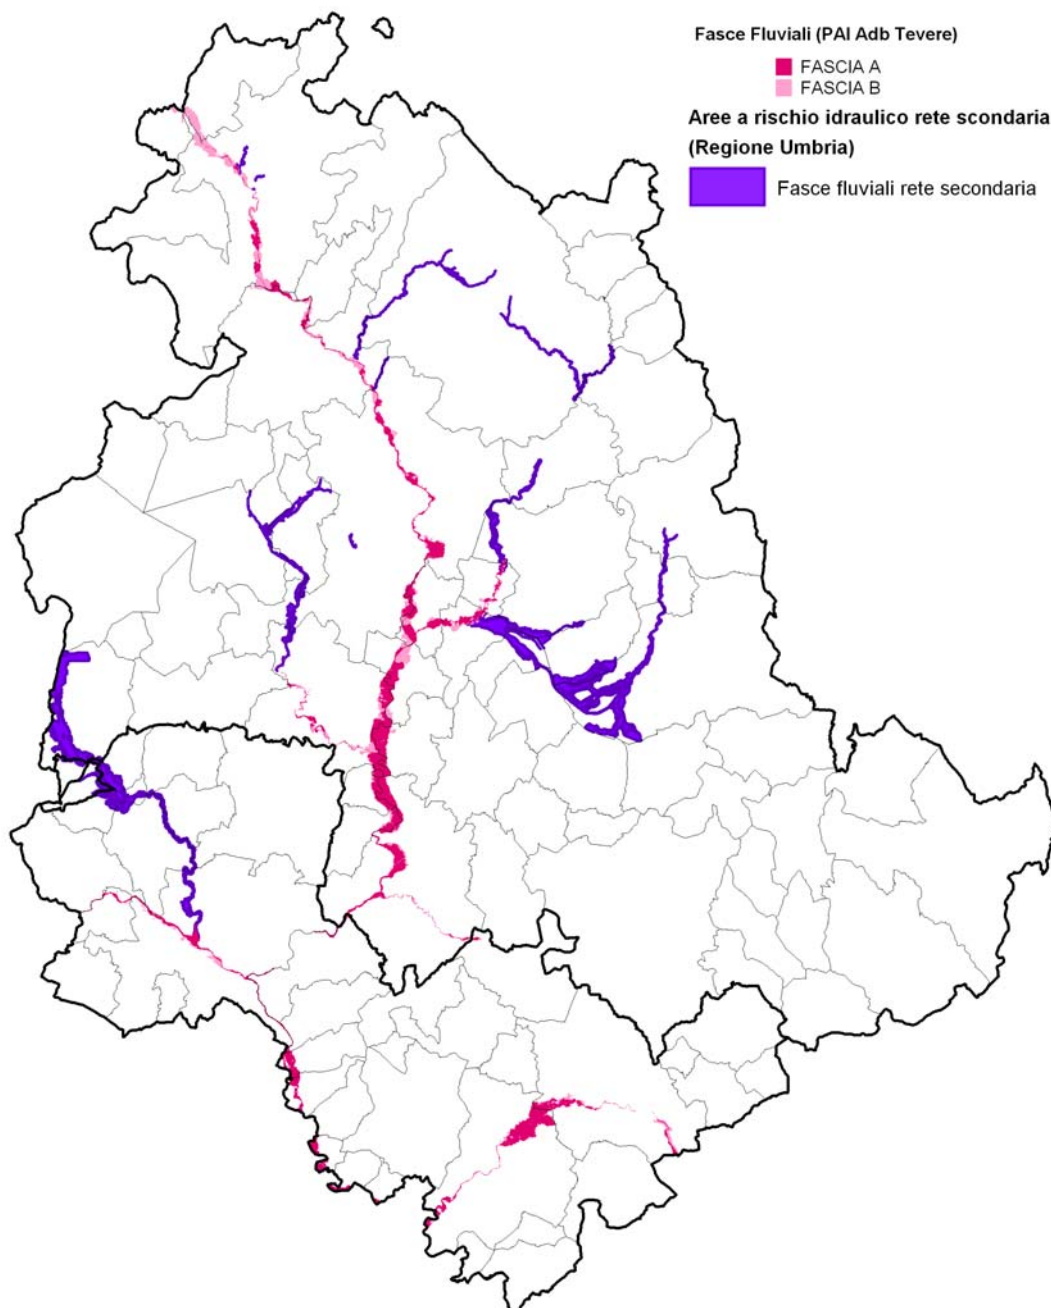 Fasce Fluviali (PAI Adb Tevere)
FASCIA A
FASCIA B
Aree a rischio idraulico rete scondaria
(Regione Umbria)
Fasce fluviali rete secondaria